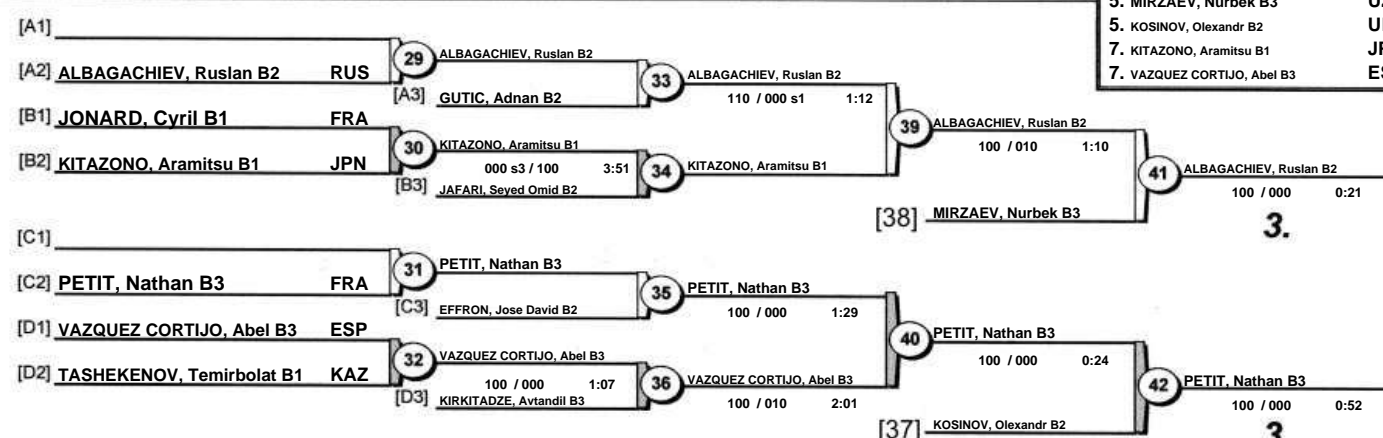 5. MIRZAEV, Nurbek B3
5. KOSINOV, Olexandr B2
7. KITAZONO, Aramitsu B1
7. VAZQUEZ CORTIJO, Abel B3
[A1]
[A2] ALBAGACHIEV, Ruslan B2 RUS
29
ALBAGACHIEV, Ruslan B2
[A3] GUTIC, Adnan B2
33
ALBAGACHIEV, Ruslan B2
110 / 000 s1 1:12
[B1] JONARD, Cyril B1 FRA
[B2] KITAZONO, Aramitsu B1 JPN
30
KITAZONO, Aramitsu B1
000 s3 / 100 3:51
[B3] JAFARI, Seyed Omid B2
34
KITAZONO, Aramitsu B1
39
ALBAGACHIEV, Ruslan B2
100 / 010 1:10
[38] MIRZAEV, Nurbek B3
41
ALBAGACHIEV, Ruslan B2
100 / 000 0:21
3.
[C1]
[C2] PETIT, Nathan B3 FRA
31
PETIT, Nathan B3
[C3] EFFRON, Jose David B2
35
PETIT, Nathan B3
100 / 000 1:29
[D1] VAZQUEZ CORTIJO, Abel B3 ESP
[D2] TASHEKENOV, Temirbolat B1 KAZ
32
VAZQUEZ CORTIJO, Abel B3
100 / 000 1:07
[D3] KIRKITADZE, Avtandil B3
36
VAZQUEZ CORTIJO, Abel B3
100 / 010 2:01
40
PETIT, Nathan B3
100 / 000 0:24
[37] KOSINOV, Olexandr B2
42
PETIT, Nathan B3
100 / 000 0:52
3